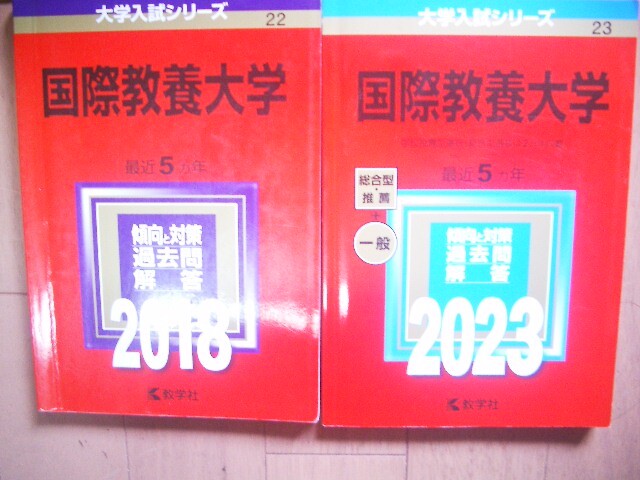 大学入試シリーズ
22
国際教養大学
最近5カ年
傾向と対策
過去問
解答
2018
教学社
大学入試シリーズ
23
国際教養大学
最近5カ年
総合型
・
推薦
+
一般
傾向と対策
過去問
解答
2023
教学社